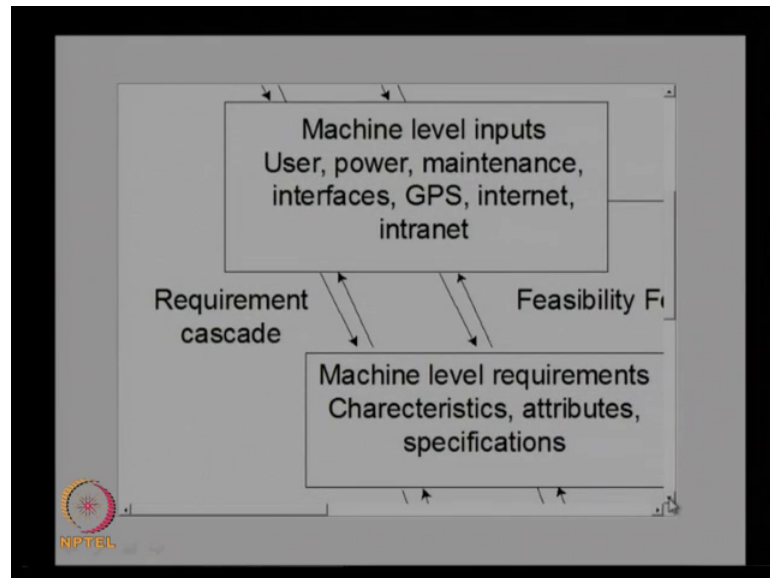 Machine level inputs
User, power, maintenance,
interfaces, GPS, internet,
intranet
Requirement
cascade
Feasibility
Machine level requirements
Charecteristics, attributes,
specifications
NPTEL